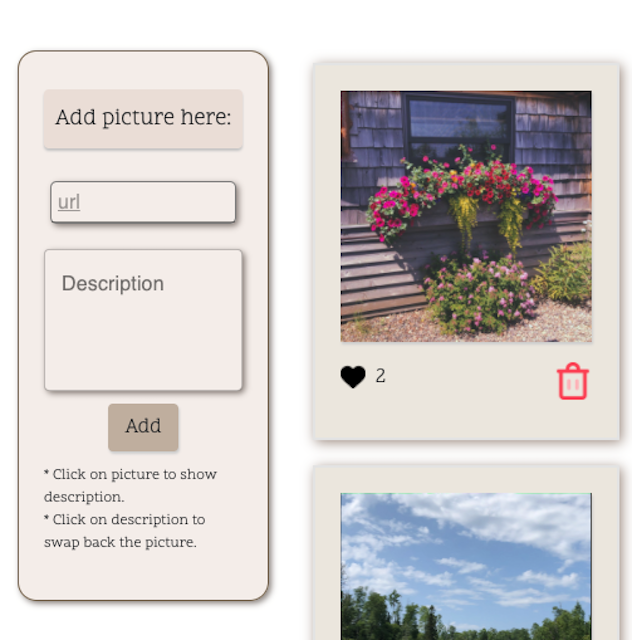 Add picture here:
url
Description
Add
* Click on picture to show
description.
* Click on description to
swap back the picture.
2